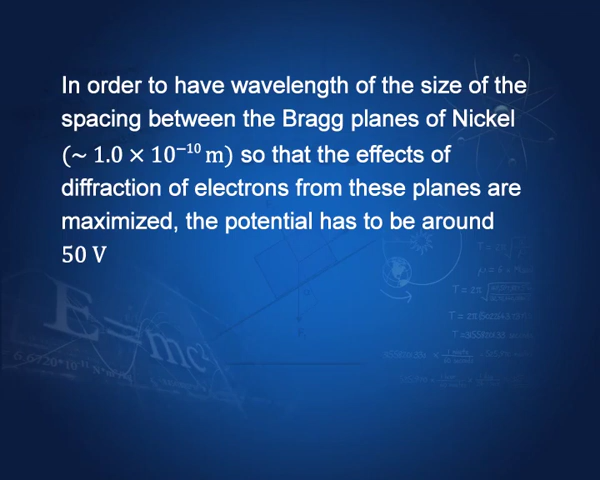 In order to have wavelength of the size of the
spacing between the Bragg planes of Nickel
(~ 1.0 × 10⁻¹⁰ m) so that the effects of
diffraction of electrons from these planes are
maximized, the potential has to be around
50 V
E=mc²